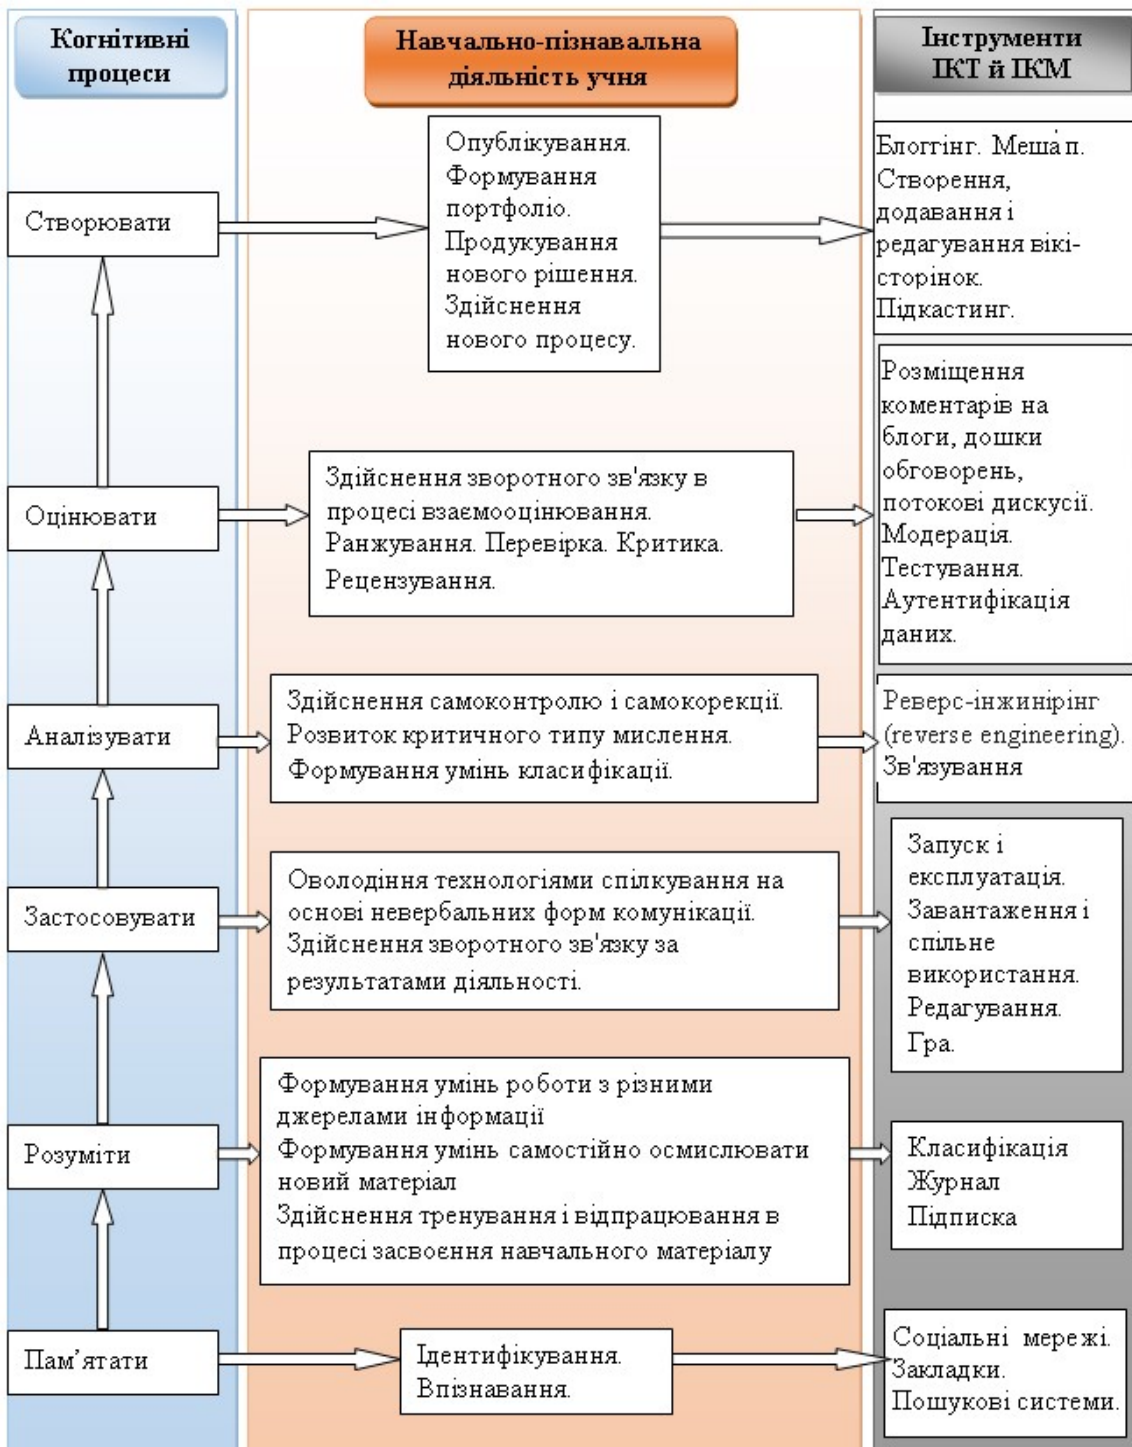 Когнітивні
процеси
Навчально-пізнавальна
діяльність учня
Інструменти
ІКТ й ІКМ
Створювати
Опублікування.
Формування
портфоліо.
Продукування
нового рішення.
Здійснення
нового процесу.
Блоггінг. Мешап.
Створення,
додавання і
редагування вікі-
сторінок.
Підкастинг.
Оцінювати
Здійснення зворотного зв'язку в
процесі взаємооцінювання.
Ранжування. Перевірка. Критика.
Рецензування.
Розміщення
коментарів на
блоги, дошки
обговорень,
потокові дискусії.
Модерація.
Тестування.
Аутентифікація
даних.
Аналізувати
Здійснення самоконтролю і самокорекції.
Розвиток критичного типу мислення.
Формування умінь класифікації.
Реверс-інжинірінг
(reverse engineering).
Зв'язування
Застосовувати
Оволодіння технологіями спілкування на
основі невербальних форм комунікації.
Здійснення зворотного зв'язку за
результатами діяльності.
Запуск і
експлуатація.
Завантаження і
спільне
використання.
Редагування.
Гра.
Розуміти
Формування умінь роботи з різними
джерелами інформації
Формування умінь самостійно осмислювати
новий матеріал
Здійснення тренування і відпрацювання в
процесі засвоєння навчального матеріалу
Класифікація
Журнал
Підписка
Пам’ятати
Ідентифікування.
Впізнавання.
Соціальні мережі.
Закладки.
Пошукові системи.